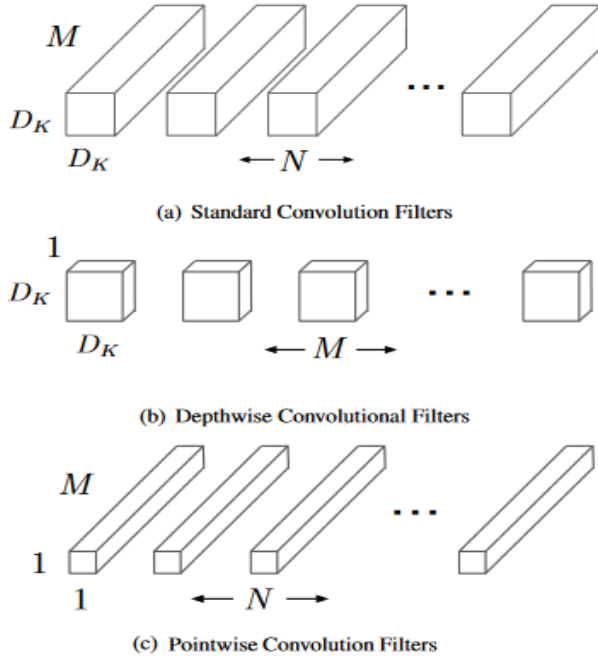 M
D_K
D_K
N
...
(a) Standard Convolution Filters
1
D_K
D_K
M
...
(b) Depthwise Convolutional Filters
M
1
1
N
...
(c) Pointwise Convolution Filters